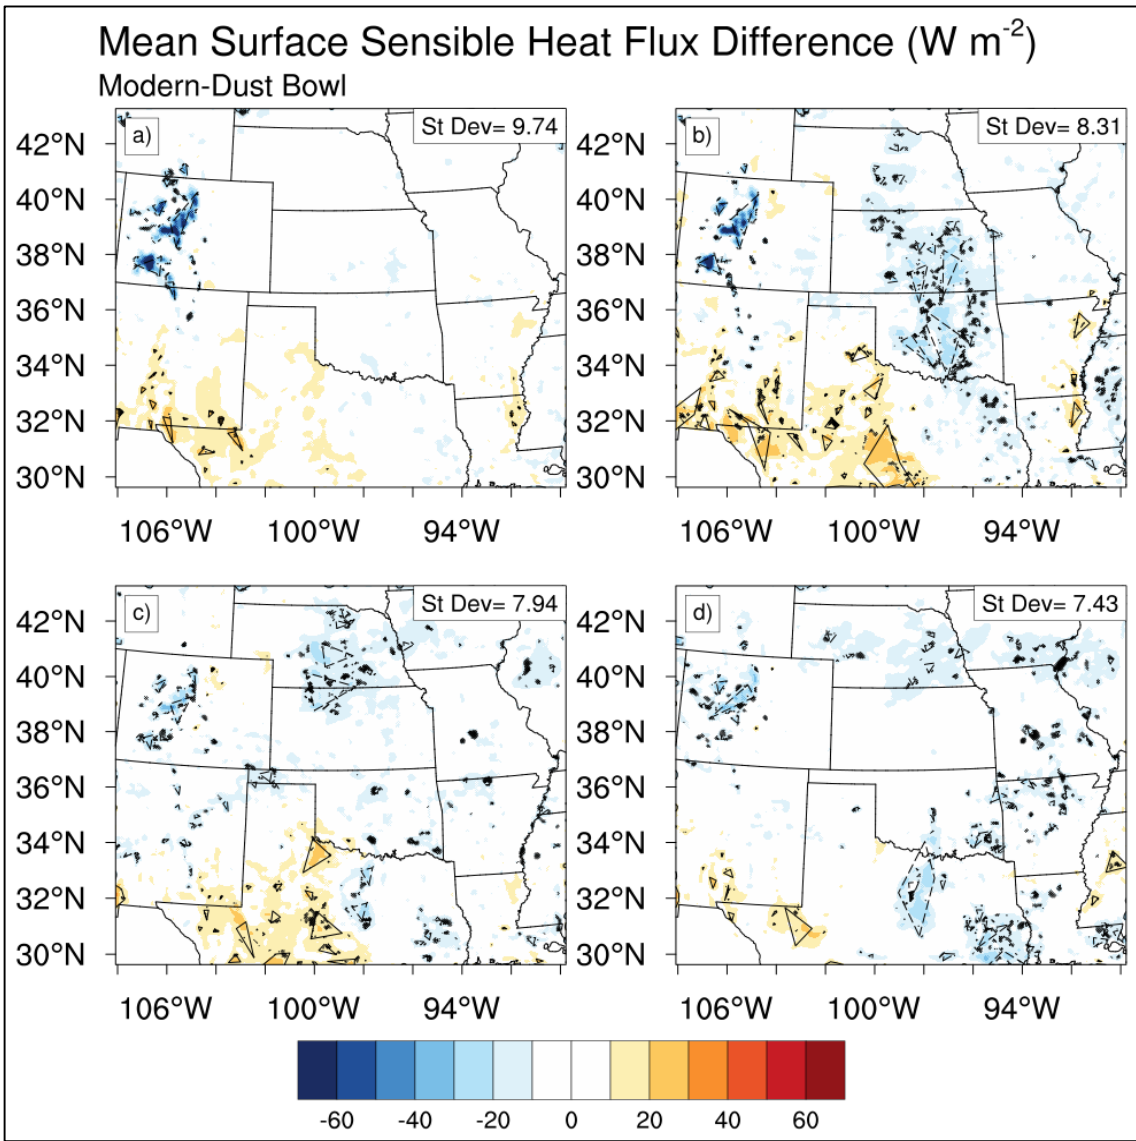 Mean Surface Sensible Heat Flux Difference (W m-2)
Modern-Dust Bowl
a)
St Dev= 9.74
b)
St Dev= 8.31
42°N
40°N
38°N
36°N
34°N
32°N
30°N
42°N
40°N
38°N
36°N
34°N
32°N
30°N
106°W 100°W 94°W
106°W 100°W 94°W
c)
St Dev= 7.94
d)
St Dev= 7.43
42°N
40°N
38°N
36°N
34°N
32°N
30°N
42°N
40°N
38°N
36°N
34°N
32°N
30°N
106°W 100°W 94°W
106°W 100°W 94°W
-60 -40 -20 0 20 40 60